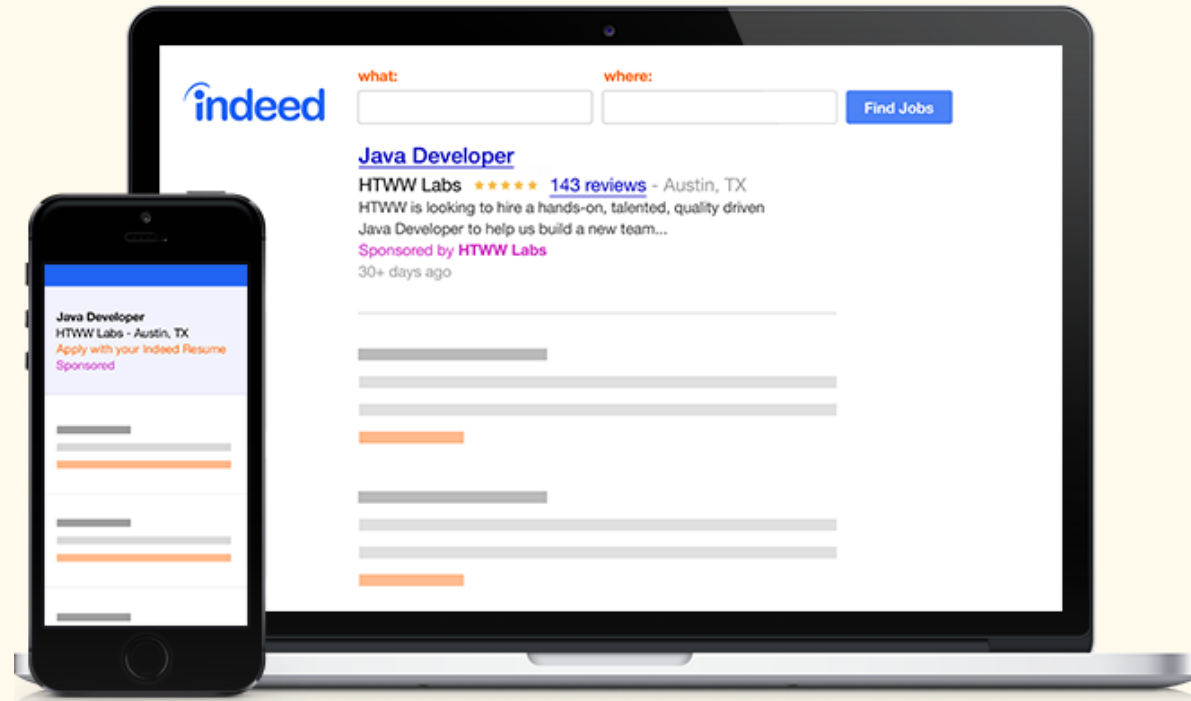 indeed
what: where:
Find Jobs
Java Developer
HTWW Labs ★★★★★ 143 reviews - Austin, TX
HTWW is looking to hire a hands-on, talented, quality driven
Java Developer to help us build a new team...
Sponsored by HTWW Labs
30+ days ago
Java Developer
HTWW Labs - Austin, TX
Apply with your Indeed Resume
Sponsored